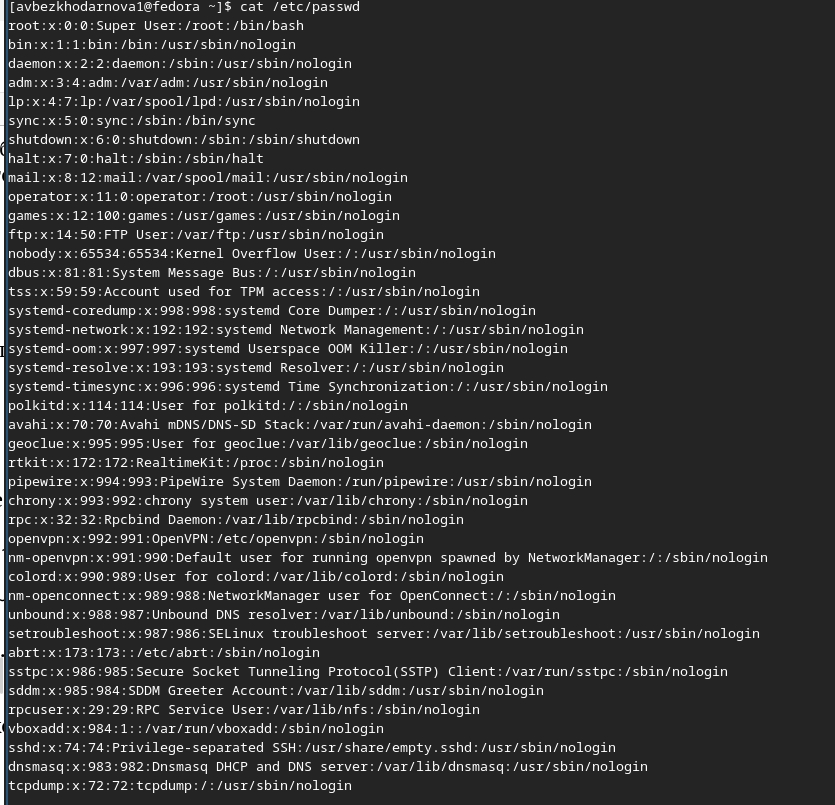 [avbezkhodarnova1@fedora ~]$ cat /etc/passwd
root:x:0:0:Super User:/root:/bin/bash
bin:x:1:1:bin:/bin:/usr/sbin/nologin
daemon:x:2:2:daemon:/sbin:/usr/sbin/nologin
adm:x:3:4:adm:/var/adm:/usr/sbin/nologin
lp:x:4:7:lp:/var/spool/lpd:/usr/sbin/nologin
sync:x:5:0:sync:/sbin:/bin/sync
shutdown:x:6:0:shutdown:/sbin:/sbin/shutdown
halt:x:7:0:halt:/sbin:/sbin/halt
mail:x:8:12:mail:/var/spool/mail:/usr/sbin/nologin
operator:x:11:0:operator:/root:/usr/sbin/nologin
games:x:12:100:games:/usr/games:/usr/sbin/nologin
ftp:x:14:50:FTP User:/var/ftp:/usr/sbin/nologin
nobody:x:65534:65534:Kernel Overflow User:/:/usr/sbin/nologin
dbus:x:81:81:System Message Bus:/:/usr/sbin/nologin
tss:x:59:59:Account used for TPM access:/:/usr/sbin/nologin
systemd-coredump:x:998:998:systemd Core Dumper:/:/usr/sbin/nologin
systemd-network:x:192:192:systemd Network Management:/:/usr/sbin/nologin
systemd-oom:x:997:997:systemd Userspace OOM Killer:/:/usr/sbin/nologin
systemd-resolve:x:193:193:systemd Resolver:/:/usr/sbin/nologin
systemd-timesync:x:996:996:systemd Time Synchronization:/:/usr/sbin/nologin
polkitd:x:114:114:User for polkitd:/:/sbin/nologin
avahi:x:70:70:Avahi mDNS/DNS-SD Stack:/var/run/avahi-daemon:/sbin/nologin
geoclue:x:995:995:User for geoclue:/var/lib/geoclue:/sbin/nologin
rtkit:x:172:172:RealtimeKit:/proc:/sbin/nologin
pipewire:x:994:993:PipeWire System Daemon:/run/pipewire:/usr/sbin/nologin
chrony:x:993:992:chrony system user:/var/lib/chrony:/sbin/nologin
rpc:x:32:32:Rpcbind Daemon:/var/lib/rpcbind:/sbin/nologin
openvpn:x:992:991:OpenVPN:/etc/openvpn:/sbin/nologin
nm-openvpn:x:991:990:Default user for running openvpn spawned by NetworkManager:/:/sbin/nologin
colord:x:990:989:User for colord:/var/lib/colord:/sbin/nologin
nm-openconnect:x:989:988:NetworkManager user for OpenConnect:/:/sbin/nologin
unbound:x:988:987:Unbound DNS resolver:/var/lib/unbound:/sbin/nologin
setroubleshoot:x:987:986:SELinux troubleshoot server:/var/lib/setroubleshoot:/usr/sbin/nologin
abrt:x:173:173::/etc/abrt:/sbin/nologin
sstpc:x:986:985:Secure Socket Tunneling Protocol(SSTP) Client:/var/run/sstpc:/sbin/nologin
sddm:x:985:984:SDDM Greeter Account:/var/lib/sddm:/usr/sbin/nologin
rpcuser:x:29:29:RPC Service User:/var/lib/nfs:/sbin/nologin
vboxadd:x:984:1::/var/run/vboxadd:/sbin/nologin
sshd:x:74:74:Privilege-separated SSH:/usr/share/empty.sshd:/usr/sbin/nologin
dnsmasq:x:983:982:Dnsmasq DHCP and DNS server:/var/lib/dnsmasq:/usr/sbin/nologin
tcpdump:x:72:72:tcpdump:/:/usr/sbin/nologin